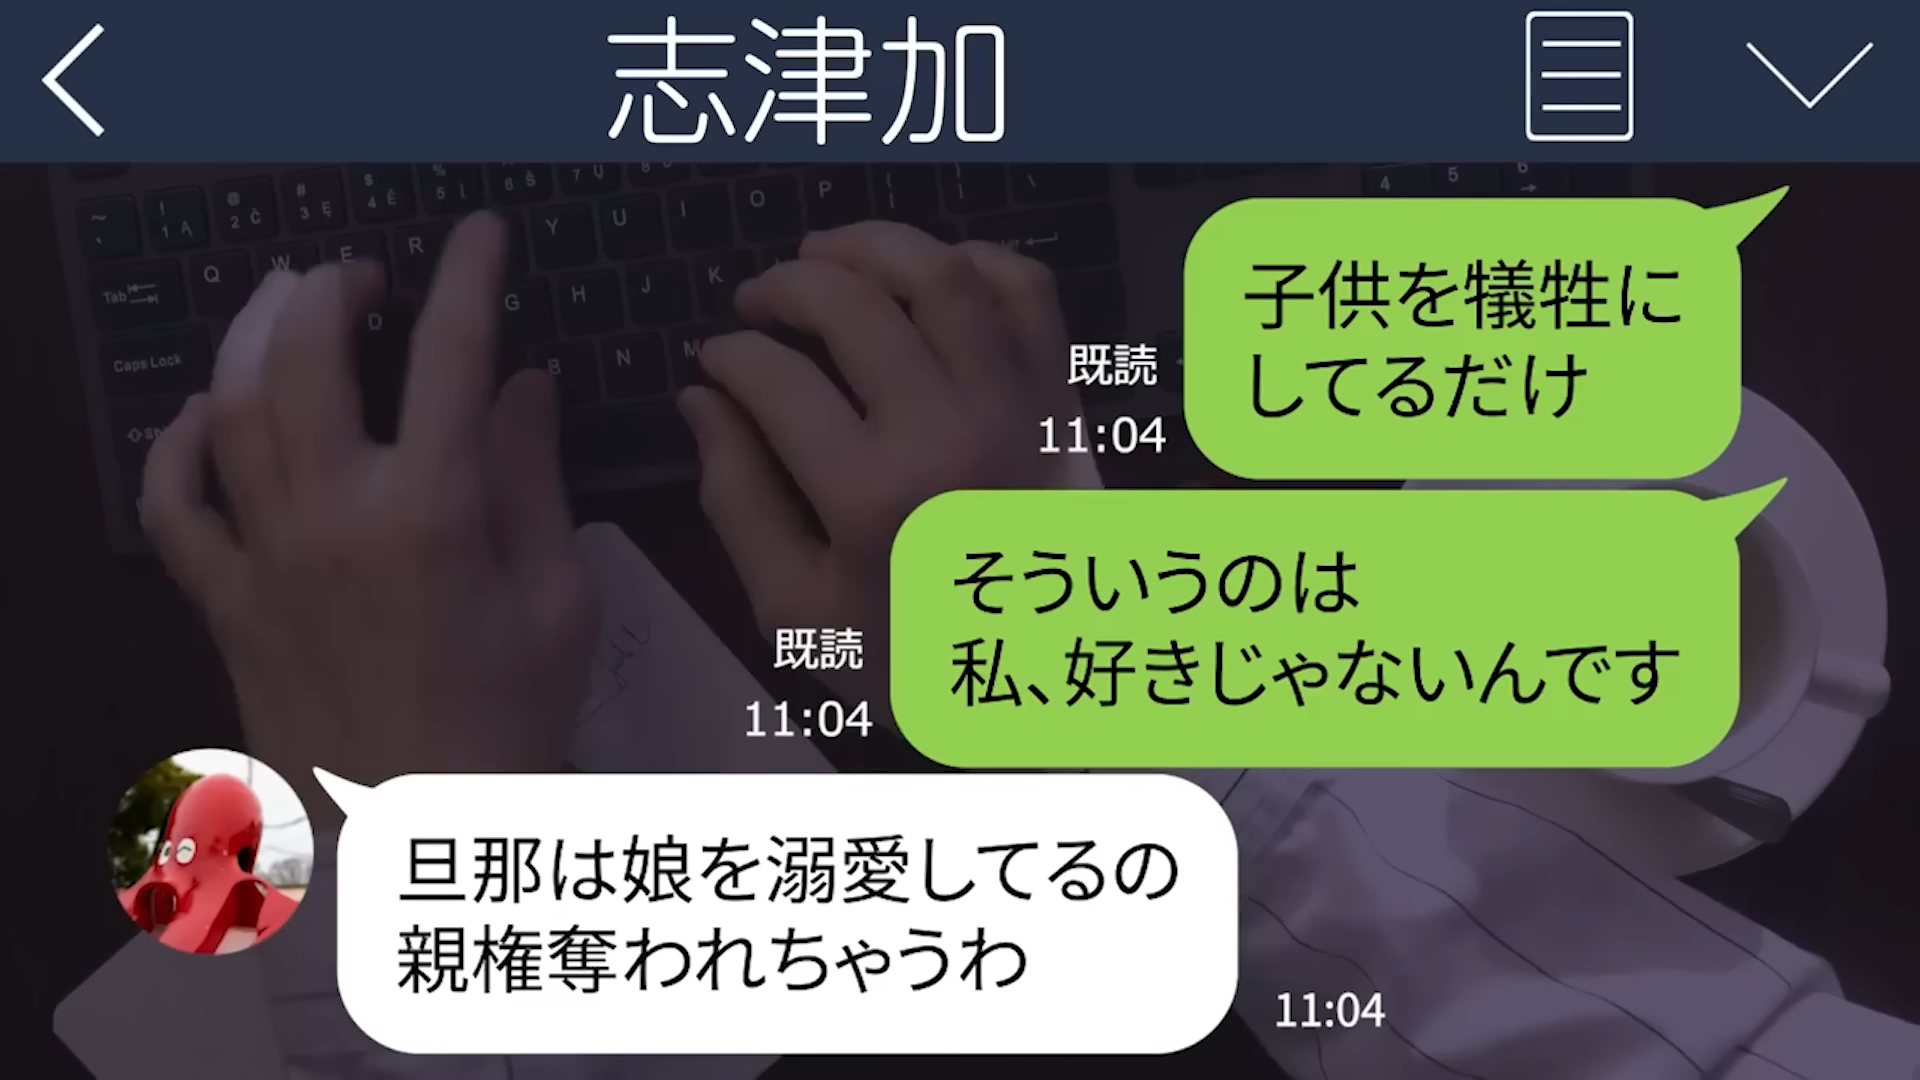 志津加
子供を犠牲に
してるだけ
既読
11:04
そういうのは
私、好きじゃないんです
既読
11:04
旦那は娘を溺愛してるの
親権奪われちゃうわ
11:04
Tab
Q
W
E
R
Y
U
I
O
P
D
G
H
J
K
Caps Lock
B
N
M